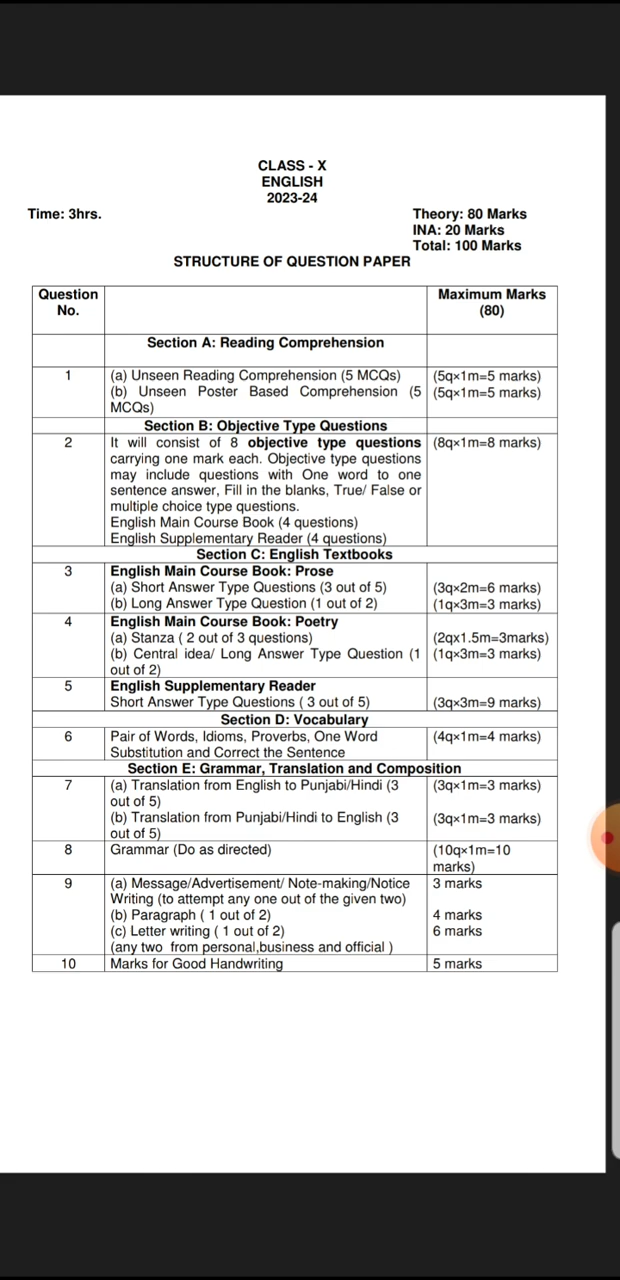 CLASS - X
ENGLISH
2023-24
Time: 3hrs.
Theory: 80 Marks
INA: 20 Marks
Total: 100 Marks
STRUCTURE OF QUESTION PAPER
Question No.
Maximum Marks (80)
Section A: Reading Comprehension
1 (a) Unseen Reading Comprehension (5 MCQs) (5q×1m=5 marks)
(b) Unseen Poster Based Comprehension (5 (5q×1m=5 marks)
MCQs)
Section B: Objective Type Questions
2 It will consist of 8 objective type questions (8q×1m=8 marks)
carrying one mark each. Objective type questions
may include questions with One word to one
sentence answer, Fill in the blanks, True/ False or
multiple choice type questions.
English Main Course Book (4 questions)
English Supplementary Reader (4 questions)
Section C: English Textbooks
3 English Main Course Book: Prose
(a) Short Answer Type Questions (3 out of 5) (3q×2m=6 marks)
(b) Long Answer Type Question (1 out of 2) (1q×3m=3 marks)
4 English Main Course Book: Poetry
(a) Stanza ( 2 out of 3 questions) (2qx1.5m=3marks)
(b) Central idea/ Long Answer Type Question (1 (1q×3m=3 marks)
out of 2)
5 English Supplementary Reader
Short Answer Type Questions ( 3 out of 5) (3q×3m=9 marks)
Section D: Vocabulary
6 Pair of Words, Idioms, Proverbs, One Word (4q×1m=4 marks)
Substitution and Correct the Sentence
Section E: Grammar, Translation and Composition
7 (a) Translation from English to Punjabi/Hindi (3 (3q×1m=3 marks)
out of 5)
(b) Translation from Punjabi/Hindi to English (3 (3q×1m=3 marks)
out of 5)
8 Grammar (Do as directed) (10q×1m=10
marks)
9 (a) Message/Advertisement/ Note-making/Notice 3 marks
Writing (to attempt any one out of the given two)
(b) Paragraph ( 1 out of 2) 4 marks
(c) Letter writing ( 1 out of 2) 6 marks
(any two from personal,business and official )
10 Marks for Good Handwriting 5 marks